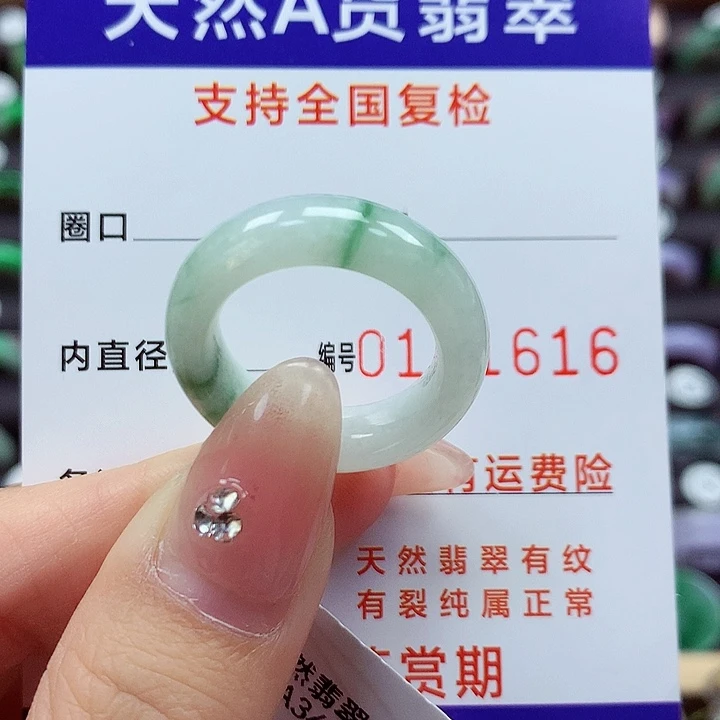 天然A货翡翠
支持全国复检
圈口
内直径
编号01 1616
有运费险
天然翡翠有纹
有裂纯属正常
赏期
然翡翠
A3/